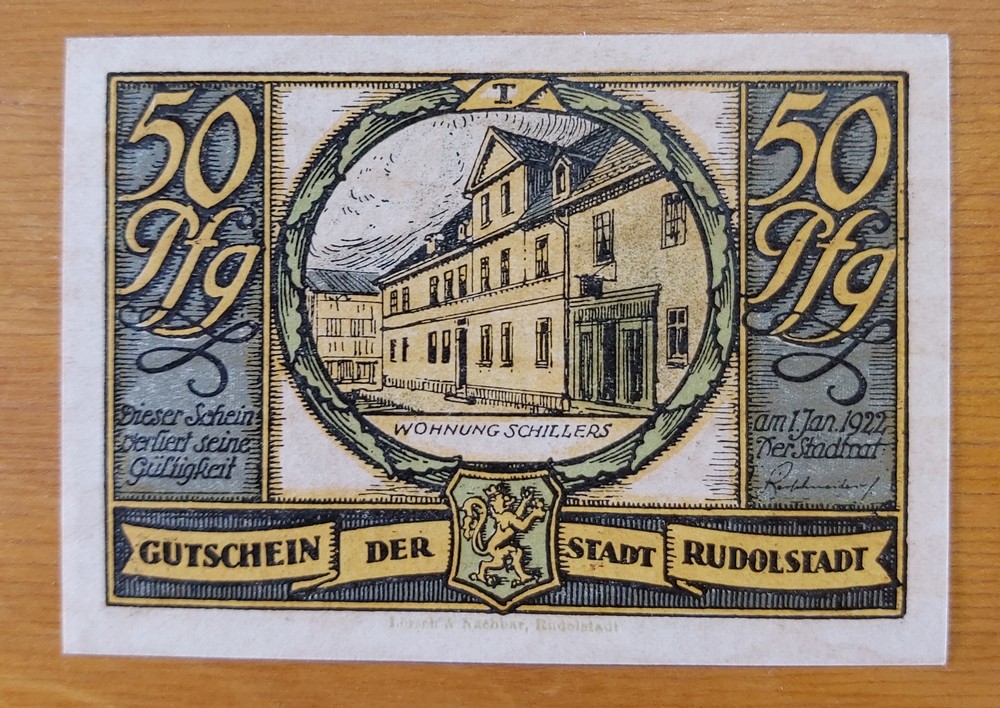 I
50
Pfg
50
Pfg
WOHNUNG SCHILLERS
Dieser Schein
verliert seine
Gültigkeit
am 1. Jan. 1922
Der Stadtrat
GUTSCHEIN DER STADT RUDOLSTADT
& Nachbar, Rudolstadt